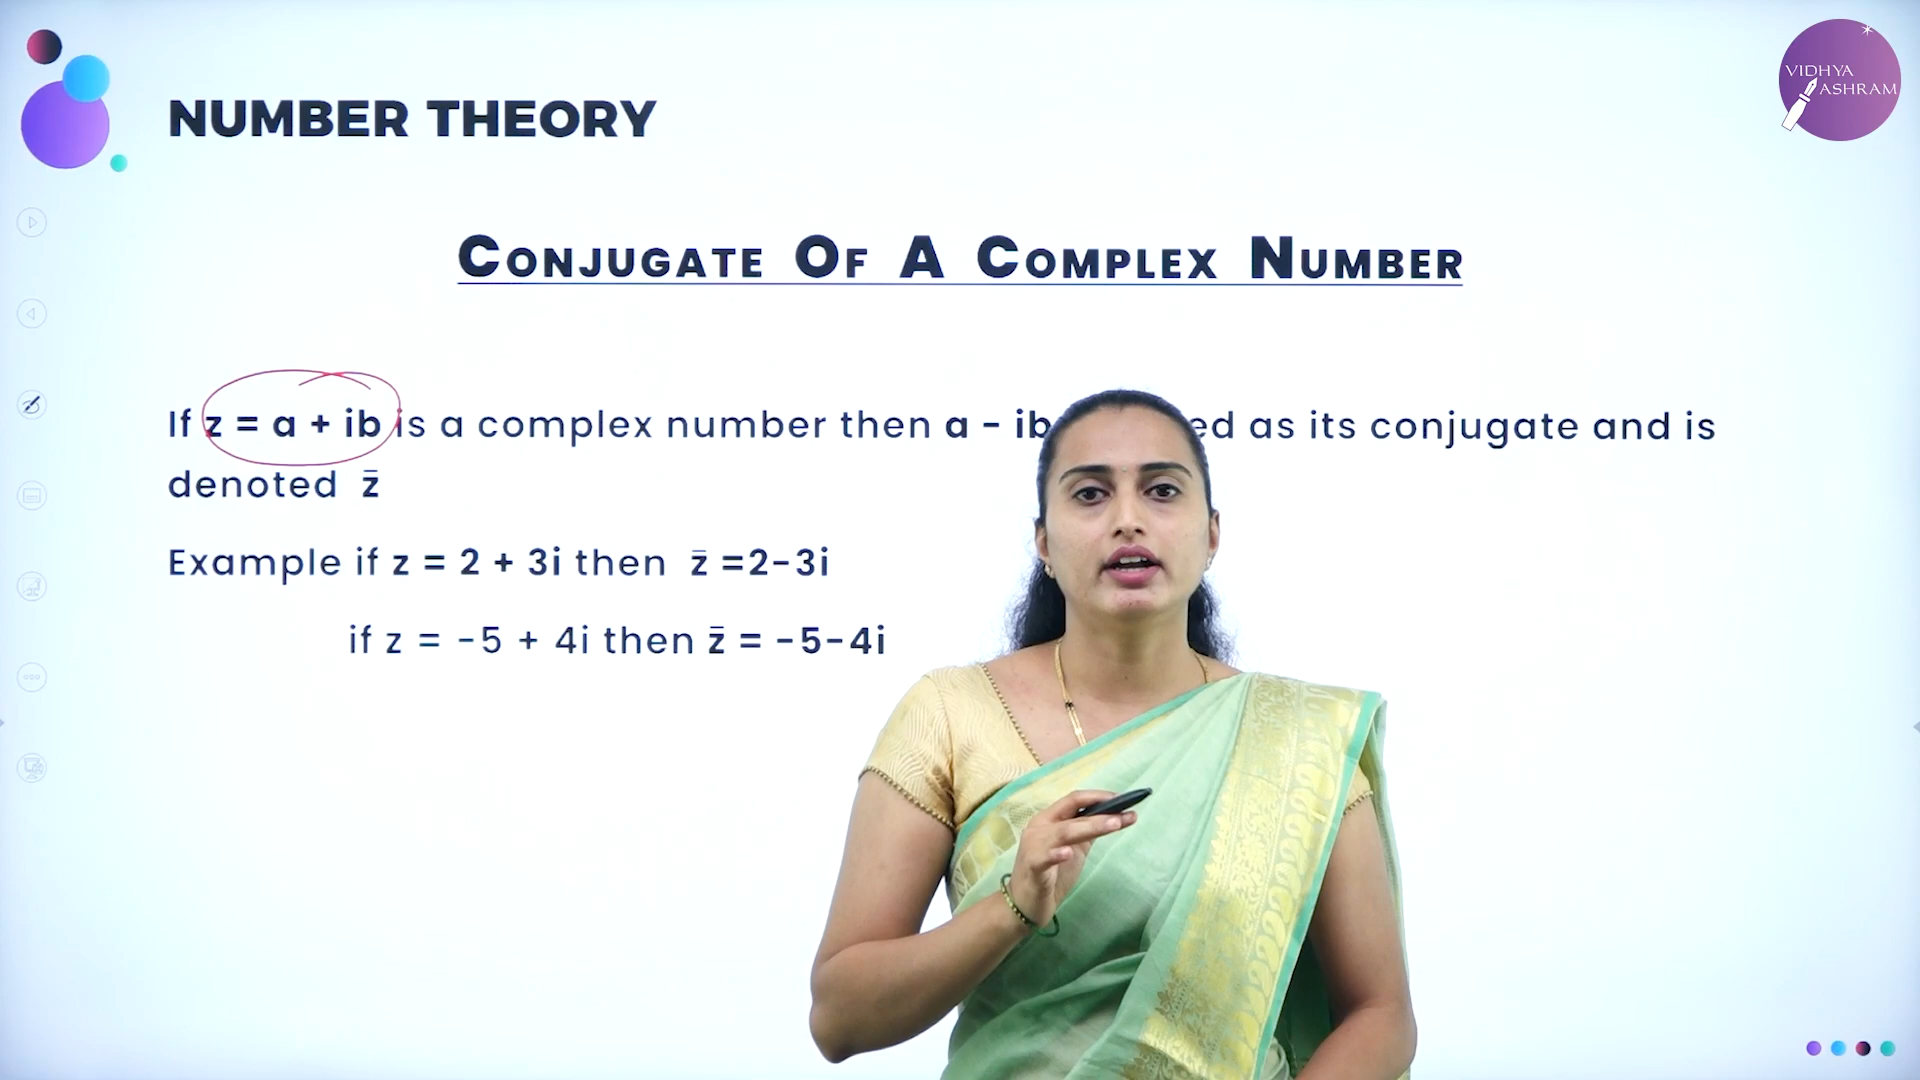 VIDHYA
ASHRAM
NUMBER THEORY
CONJUGATE OF A COMPLEX NUMBER
If z = a + ib is a complex number then a - ib ed as its conjugate and is
denoted z̄
Example if z = 2 + 3i then z̄ =2-3i
if z = -5 + 4i then z̄ = -5-4i